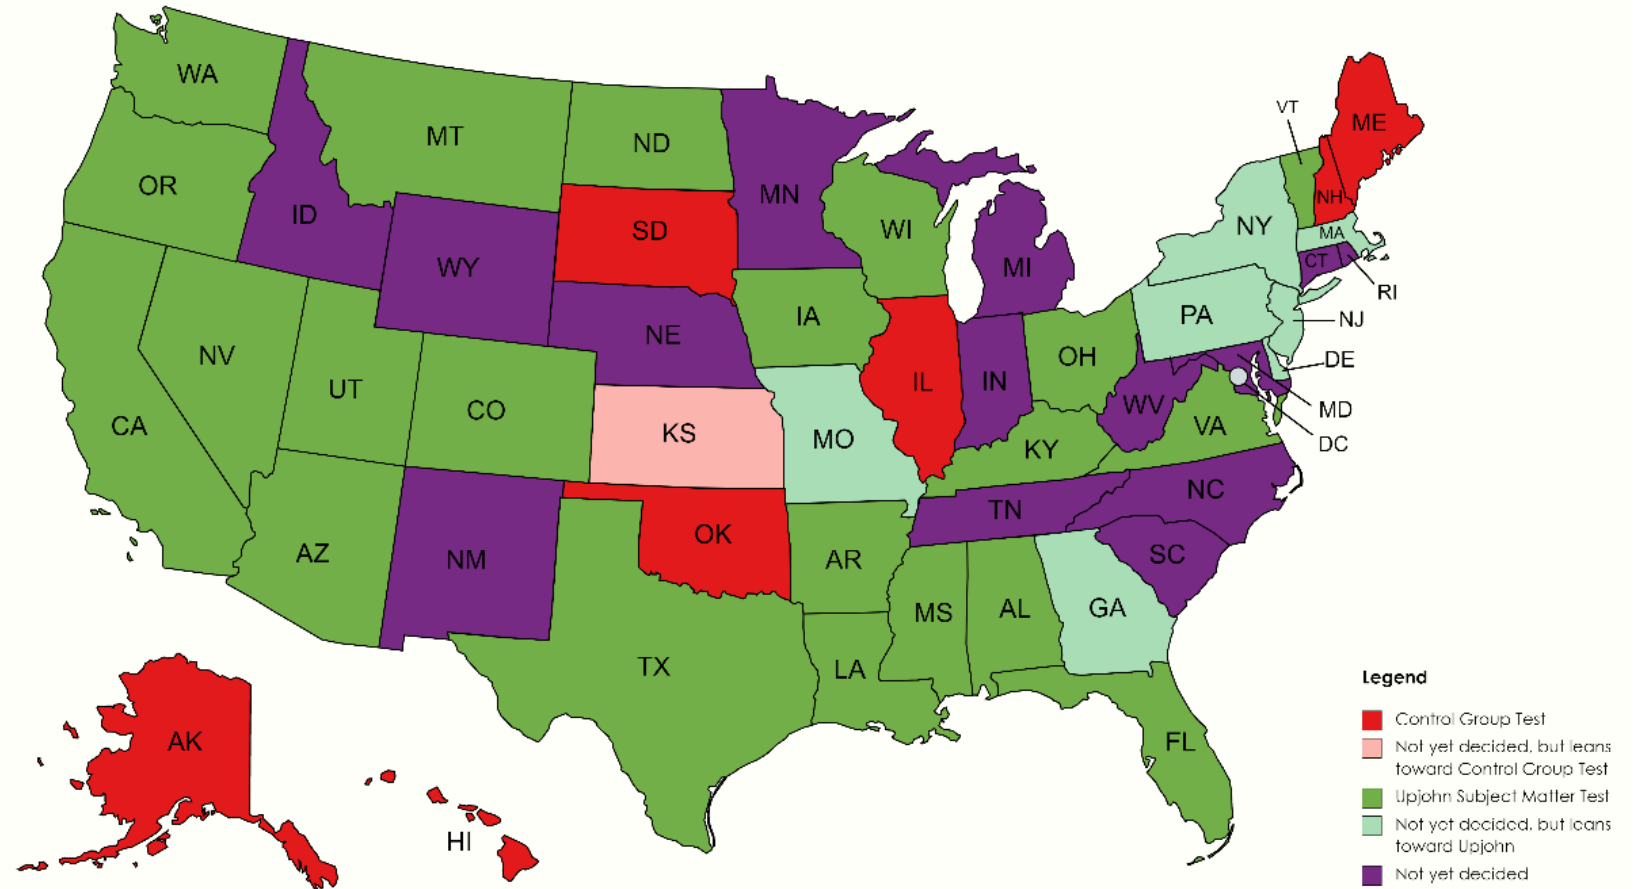 WA
MT
ND
MN
VT
ME
OR
ID
SD
WI
NH
NY
MA
WY
MI
CT
RI
NE
IA
PA
NJ
NV
UT
CO
IL
IN
OH
DE
CA
KS
MO
WV
MD
VA
DC
KY
NC
TN
AZ
NM
OK
AR
SC
MS
AL
GA
TX
LA
FL
AK
HI
Legend
Control Group Test
Not yet decided, but leans
toward Control Group Test
Upjohn Subject Matter Test
Not yet decided, but leans
toward Upjohn
Not yet decided